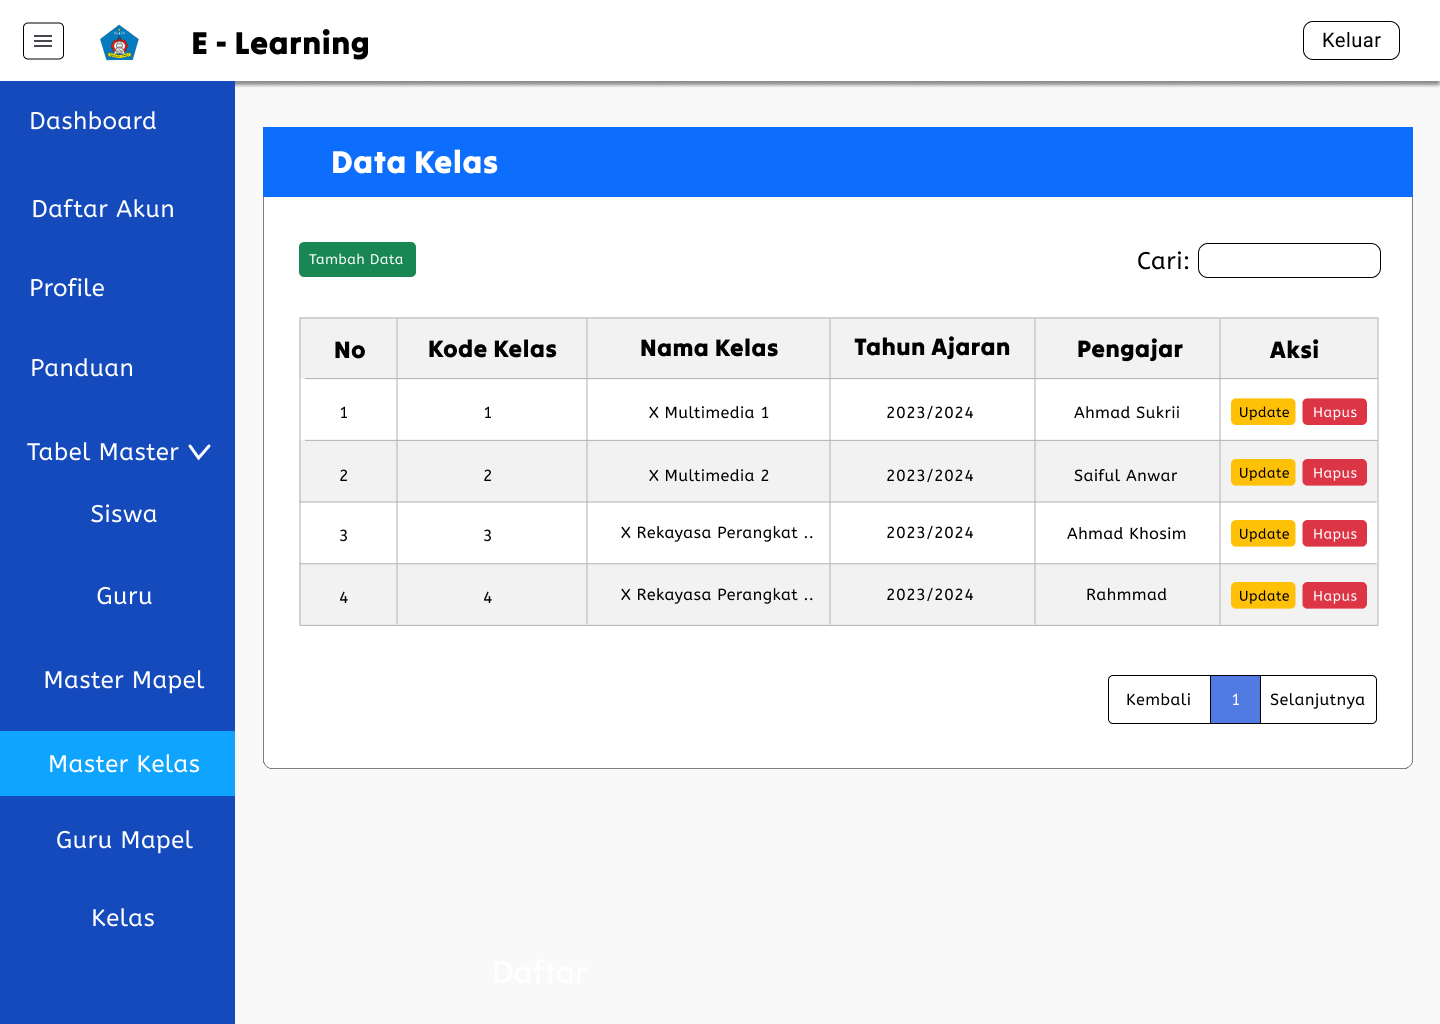 E - Learning
Keluar
Dashboard
Daftar Akun
Profile
Panduan
Tabel Master
Siswa
Guru
Master Mapel
Master Kelas
Guru Mapel
Kelas
Data Kelas
Tambah Data
Cari:
No Kode Kelas Nama Kelas Tahun Ajaran Pengajar Aksi
1 1 X Multimedia 1 2023/2024 Ahmad Sukrii Update Hapus
2 2 X Multimedia 2 2023/2024 Saiful Anwar Update Hapus
3 3 X Rekayasa Perangkat .. 2023/2024 Ahmad Khosim Update Hapus
4 4 X Rekayasa Perangkat .. 2023/2024 Rahmmad Update Hapus
Kembali 1 Selanjutnya
Daftar